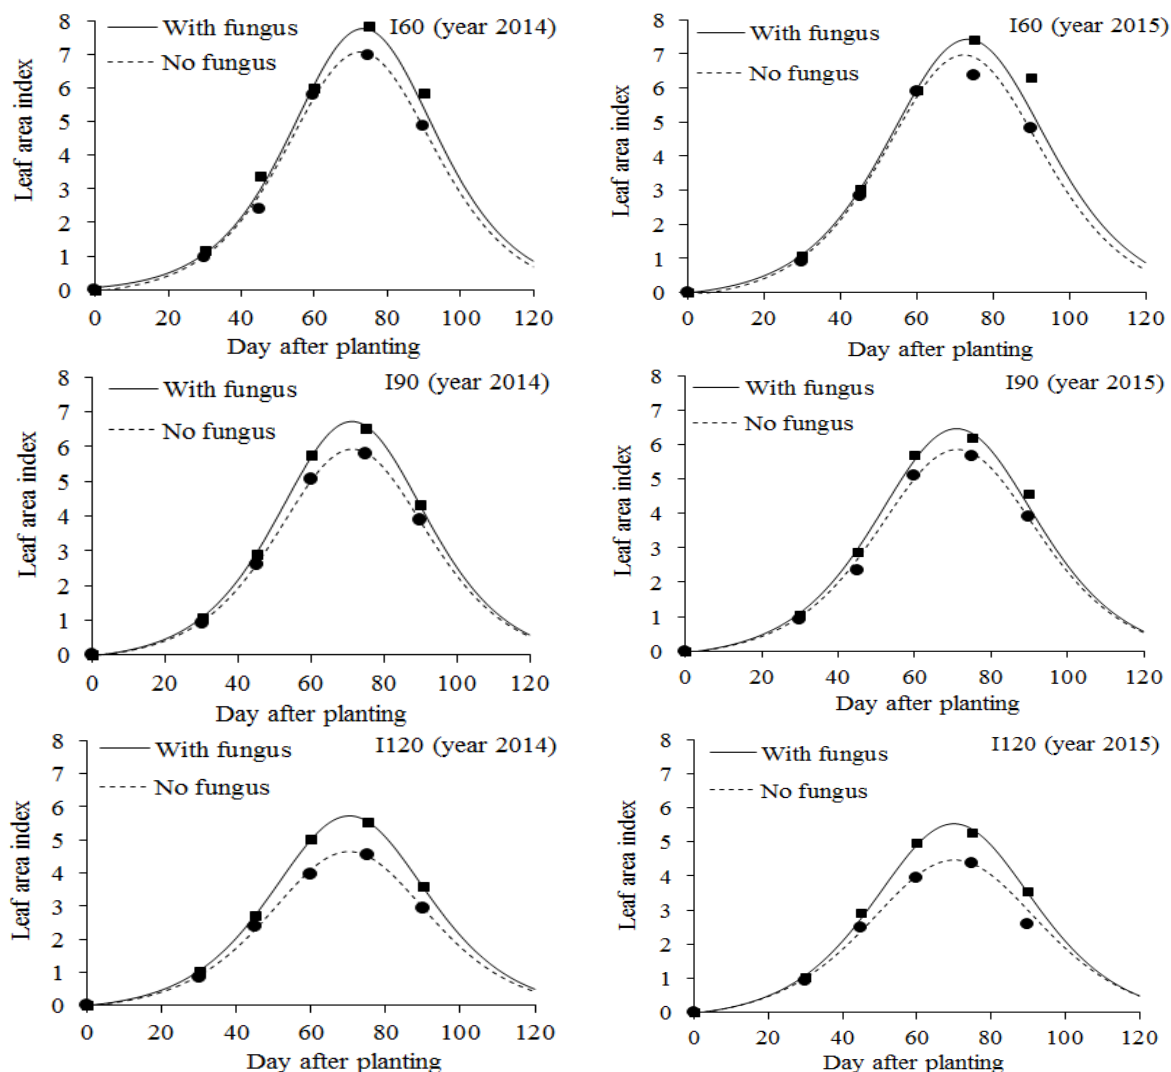 I60 (year 2014)
With fungus
No fungus
Leaf area index
8
7
6
5
4
3
2
1
0
0 20 40 60 80 100 120
Day after planting
I60 (year 2015)
With fungus
No fungus
Leaf area index
8
7
6
5
4
3
2
1
0
0 20 40 60 80 100 120
Day after planting
I90 (year 2014)
With fungus
No fungus
Leaf area index
8
7
6
5
4
3
2
1
0
0 20 40 60 80 100 120
Day after planting
I90 (year 2015)
With fungus
No fungus
Leaf area index
8
7
6
5
4
3
2
1
0
0 20 40 60 80 100 120
Day after planting
I120 (year 2014)
With fungus
No fungus
Leaf area index
8
7
6
5
4
3
2
1
0
0 20 40 60 80 100 120
Day after planting
I120 (year 2015)
With fungus
No fungus
Leaf area index
8
7
6
5
4
3
2
1
0
0 20 40 60 80 100 120
Day after planting